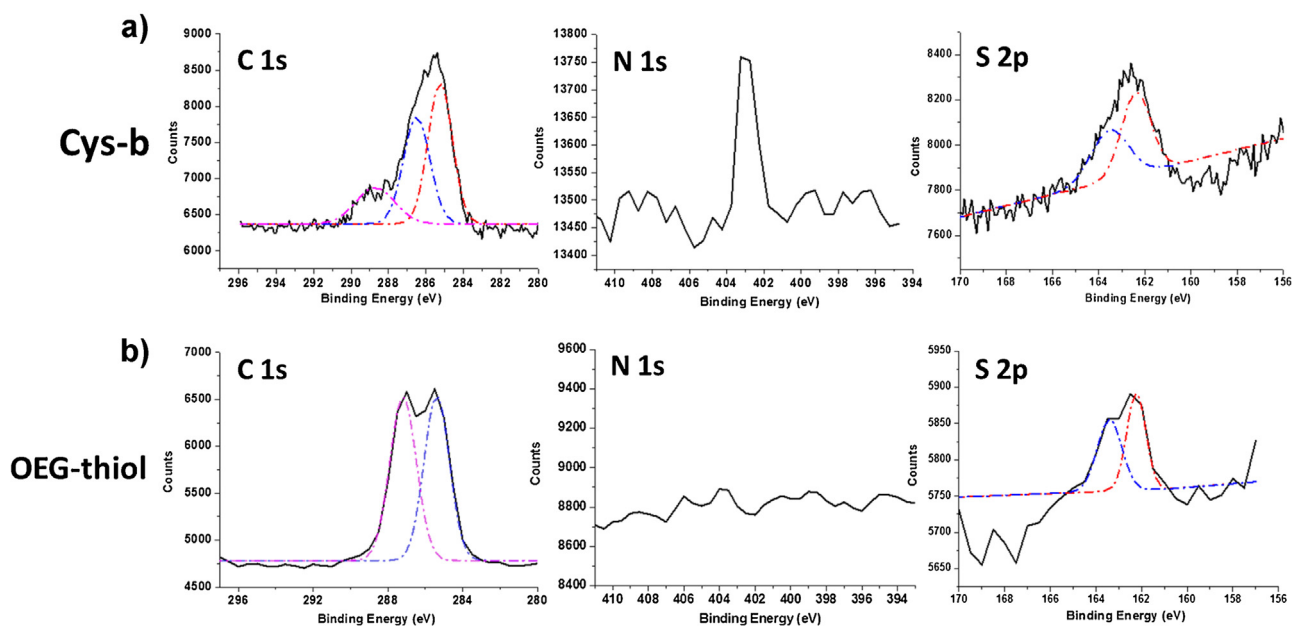 a)
Cys-b
C 1s
Counts
9000
8500
8000
7500
7000
6500
6000
296 294 292 290 288 286 284 282 280
Binding Energy (eV)
N 1s
Counts
13800
13750
13700
13650
13600
13550
13500
13450
13400
410 408 406 404 402 400 398 396 394
Binding Energy (eV)
S 2p
Counts
8400
8200
8000
7800
7600
170 168 166 164 162 160 158 156
Binding Energy (eV)
b)
OEG-thiol
C 1s
Counts
7000
6500
6000
5500
5000
4500
296 292 288 284 280
Binding Energy (eV)
N 1s
Counts
9600
9400
9200
9000
8800
8600
8400
410 408 406 404 402 400 398 396 394
Binding Energy (eV)
S 2p
Counts
5950
5900
5850
5800
5750
5700
5650
170 168 166 164 162 160 158 156
Binding Energy (eV)